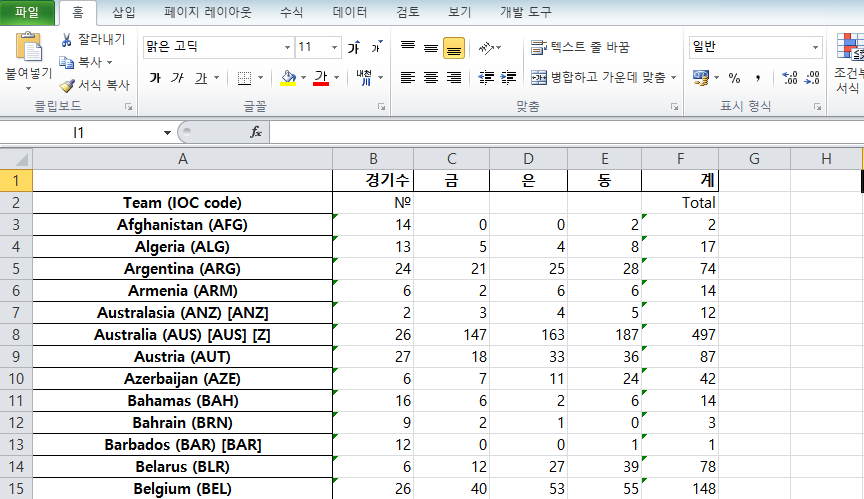 파일 홈 삽입 페이지 레이아웃 수식 데이터 검토 보기 개발 도구
붙여넣기
잘라내기
복사
서식 복사
클립보드
맑은 고딕 11 가 가
가 가 가 가 내천
글꼴
텍스트 줄 바꿈
병합하고 가운데 맞춤
맞춤
일반
% , .00 .00
표시 형식
조건부
서식
I1 fx
A B C D E F G H
1 경기수 금 은 동 계
2 Team (IOC code) № Total
3 Afghanistan (AFG) 14 0 0 2 2
4 Algeria (ALG) 13 5 4 8 17
5 Argentina (ARG) 24 21 25 28 74
6 Armenia (ARM) 6 2 6 6 14
7 Australasia (ANZ) [ANZ] 2 3 4 5 12
8 Australia (AUS) [AUS] [Z] 26 147 163 187 497
9 Austria (AUT) 27 18 33 36 87
10 Azerbaijan (AZE) 6 7 11 24 42
11 Bahamas (BAH) 16 6 2 6 14
12 Bahrain (BRN) 9 2 1 0 3
13 Barbados (BAR) [BAR] 12 0 0 1 1
14 Belarus (BLR) 6 12 27 39 78
15 Belgium (BEL) 26 40 53 55 148